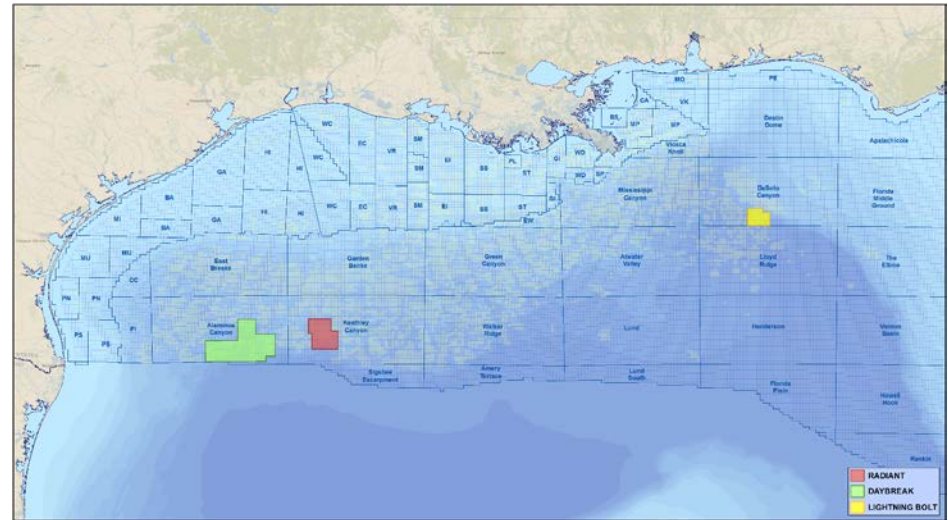 MO
PE
CA
VK
MP
MP
Destin
Dome
Apalachicola
WC
EC
VR
SM
EI
SS
PL
ST
GI
WD
Viosca
Knoll
HI
GA
HI
WC
SM
MI
BA
GA
BA
HI
HI
WC
EC
VR
SM
EI
SS
ST
EW
Mississippi
Canyon
DeSoto
Canyon
Florida
Middle
Ground
MU
MU
CC
East
Breaks
Garden
Banks
Green
Canyon
Atwater
Valley
Lloyd
Ridge
The
Elbow
PN
PN
PS
PS
PI
Alaminos
Canyon
Keathley
Canyon
Walker
Ridge
Lund
Henderson
Vernon
Basin
Sigsbee
Escarpment
Amery
Terrace
Lund
South
Florida
Plain
Howell
Hook
Rankin
RADIANT
DAYBREAK
LIGHTNING BOLT